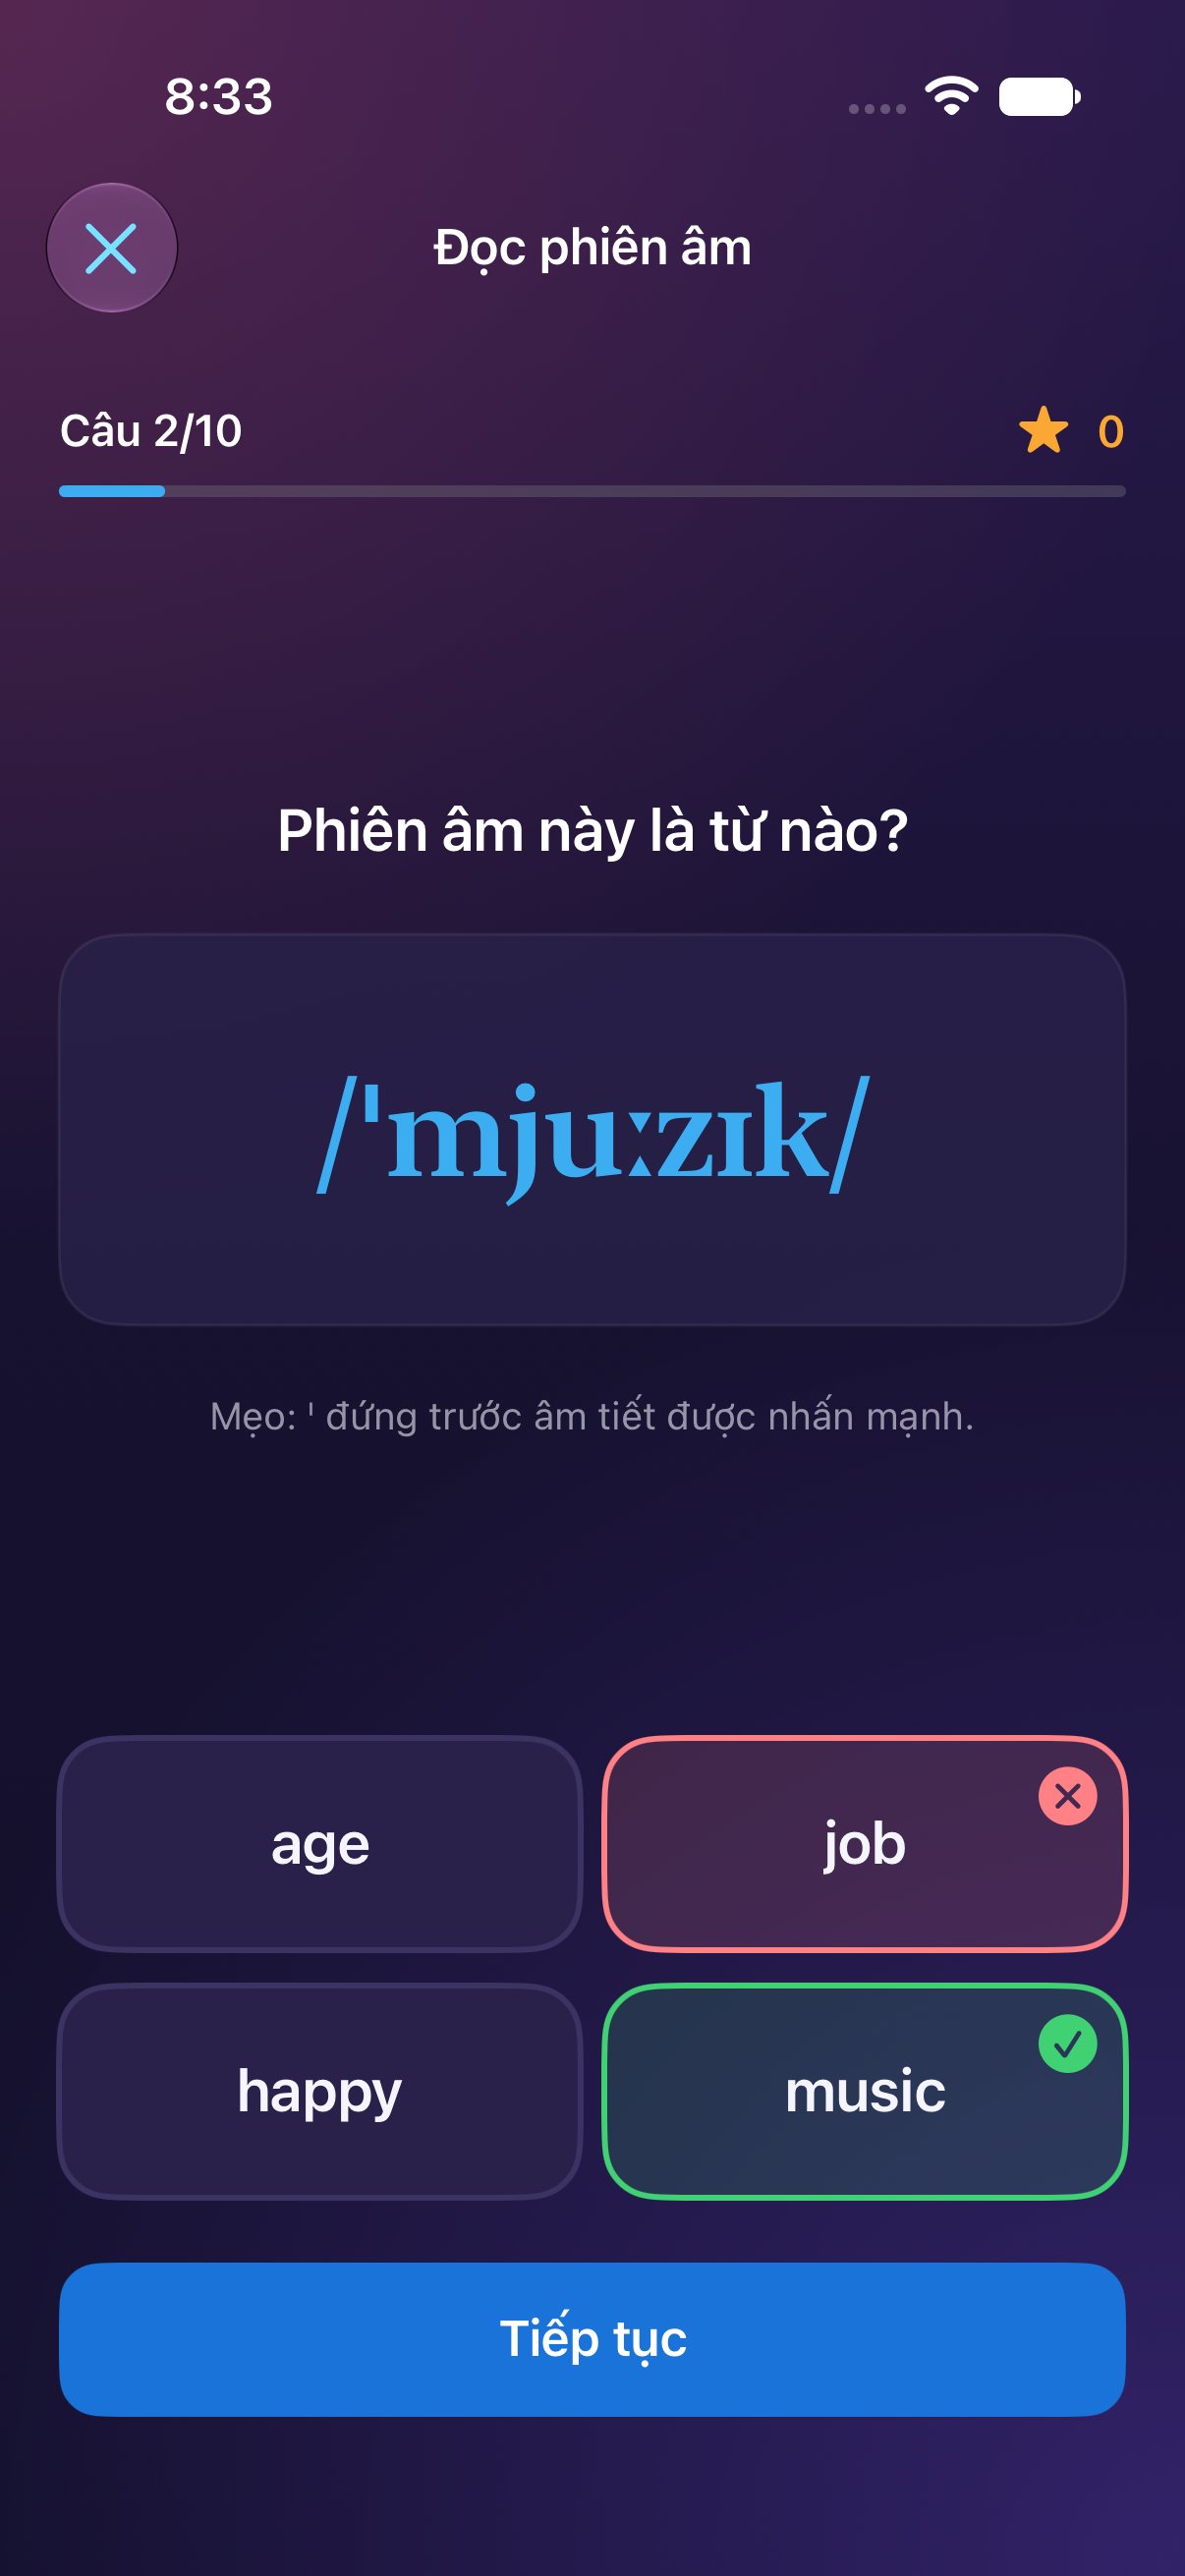 8:33
Đọc phiên âm
Câu 2/10
0
Phiên âm này là từ nào?
/ˈmjuːzɪk/
Mẹo: ˈ đứng trước âm tiết được nhấn mạnh.
age
job
happy
music
Tiếp tục